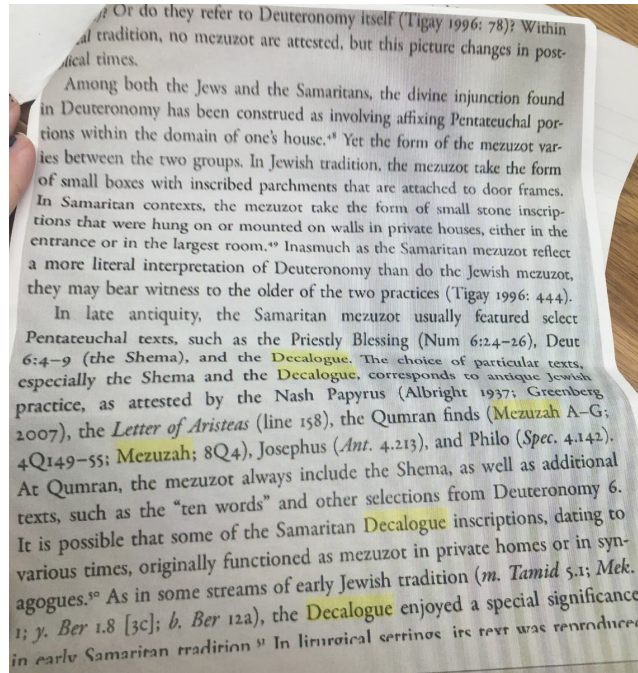 ? Or do they refer to Deuteronomy itself (Tigay 1996: 78)? Within
al tradition, no mezuzot are attested, but this picture changes in post-
lical times.
Among both the Jews and the Samaritans, the divine injunction found
in Deuteronomy has been construed as involving affixing Pentateuchal por-
tions within the domain of one's house.⁴⁸ Yet the form of the mezuzot var-
ies between the two groups. In Jewish tradition, the mezuzot take the form
of small boxes with inscribed parchments that are attached to door frames.
In Samaritan contexts, the mezuzot take the form of small stone inscrip-
tions that were hung on or mounted on walls in private houses, either in the
entrance or in the largest room.⁴⁹ Inasmuch as the Samaritan mezuzot reflect
a more literal interpretation of Deuteronomy than do the Jewish mezuzot,
they may bear witness to the older of the two practices (Tigay 1996: 444).
In late antiquity, the Samaritan mezuzot usually featured select
Pentateuchal texts, such as the Priestly Blessing (Num 6:24–26), Deut
6:4–9 (the Shema), and the Decalogue. The choice of particular texts,
especially the Shema and the Decalogue, corresponds to antique Jewish
practice, as attested by the Nash Papyrus (Albright 1937; Greenberg
2007), the Letter of Aristeas (line 158), the Qumran finds (Mezuzah A–G;
4Q149–55; Mezuzah; 8Q4), Josephus (Ant. 4.213), and Philo (Spec. 4.142).
At Qumran, the mezuzot always include the Shema, as well as additional
texts, such as the "ten words" and other selections from Deuteronomy 6.
It is possible that some of the Samaritan Decalogue inscriptions, dating to
various times, originally functioned as mezuzot in private homes or in syn-
agogues.⁵⁰ As in some streams of early Jewish tradition (m. Tamid 5.1; Mek.
1; y. Ber 1.8 [3c]; b. Ber 12a), the Decalogue enjoyed a special significance
in early Samaritan tradition.⁵¹ In liturgical settings its text was reproduced